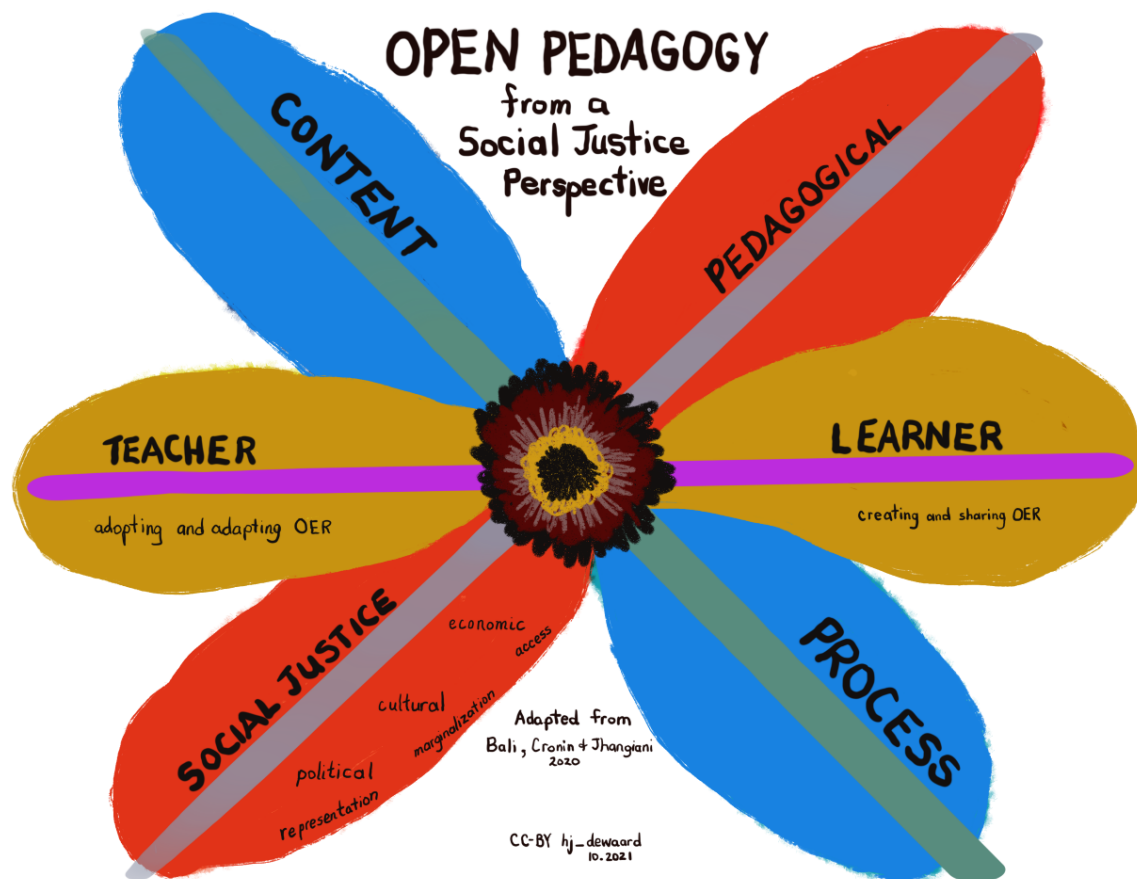 OPEN PEDAGOGY
from a
Social Justice
Perspective
CONTENT
PEDAGOGICAL
TEACHER
adopting and adapting OER
LEARNER
creating and sharing OER
SOCIAL JUSTICE
economic
access
cultural
marginalization
political
representation
PROCESS
Adapted from
Bali, Cronin & Jhangiani
2020
CC-BY hj_dewaard
10.2021